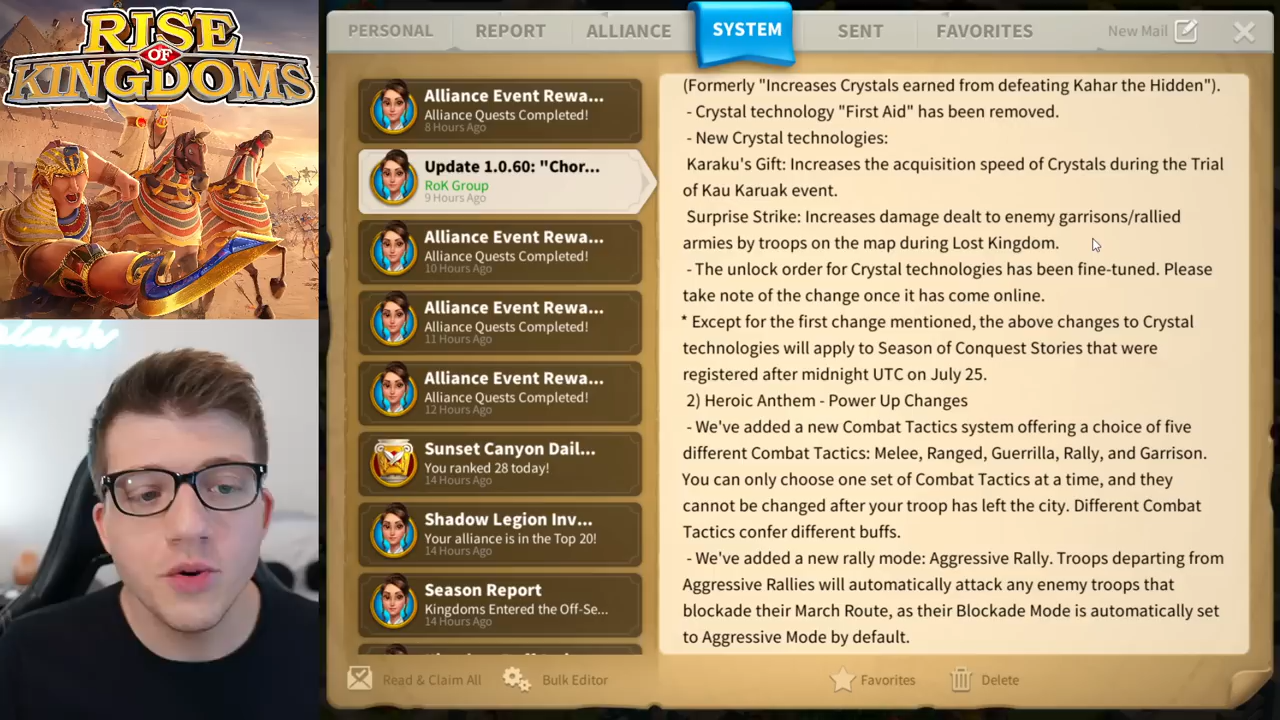 RISE
OF
KINGDOMS
PERSONAL
REPORT
ALLIANCE
SYSTEM
SENT
FAVORITES
New Mail
Alliance Event Rewa...
Alliance Quests Completed!
8 Hours Ago
Update 1.0.60: "Chor...
RoK Group
9 Hours Ago
Alliance Event Rewa...
Alliance Quests Completed!
10 Hours Ago
Alliance Event Rewa...
Alliance Quests Completed!
11 Hours Ago
Alliance Event Rewa...
Alliance Quests Completed!
12 Hours Ago
Sunset Canyon Dail...
You ranked 28 today!
14 Hours Ago
Shadow Legion Inv...
Your alliance is in the Top 20!
14 Hours Ago
Season Report
Kingdoms Entered the Off-Se...
14 Hours Ago
(Formerly "Increases Crystals earned from defeating Kahar the Hidden").
- Crystal technology "First Aid" has been removed.
- New Crystal technologies:
Karaku's Gift: Increases the acquisition speed of Crystals during the Trial
of Kau Karuak event.
Surprise Strike: Increases damage dealt to enemy garrisons/rallied
armies by troops on the map during Lost Kingdom.
- The unlock order for Crystal technologies has been fine-tuned. Please
take note of the change once it has come online.
* Except for the first change mentioned, the above changes to Crystal
technologies will apply to Season of Conquest Stories that were
registered after midnight UTC on July 25.
2) Heroic Anthem - Power Up Changes
- We've added a new Combat Tactics system offering a choice of five
different Combat Tactics: Melee, Ranged, Guerrilla, Rally, and Garrison.
You can only choose one set of Combat Tactics at a time, and they
cannot be changed after your troop has left the city. Different Combat
Tactics confer different buffs.
- We've added a new rally mode: Aggressive Rally. Troops departing from
Aggressive Rallies will automatically attack any enemy troops that
blockade their March Route, as their Blockade Mode is automatically set
to Aggressive Mode by default.
Read & Claim All
Bulk Editor
Favorites
Delete